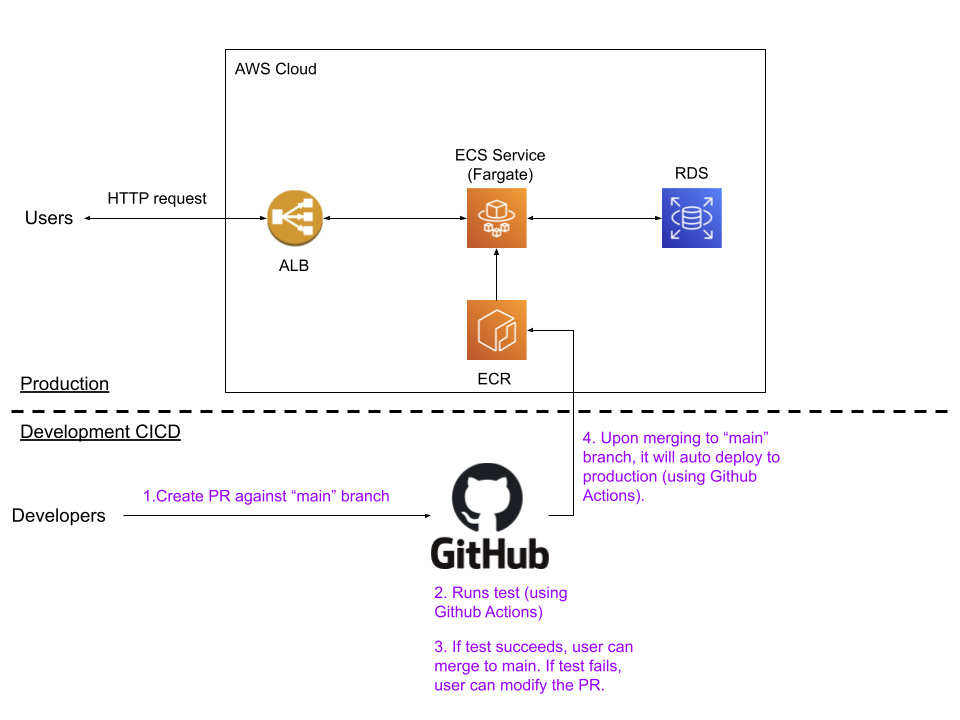 AWS Cloud
ECS Service
(Fargate)
RDS
HTTP request
Users
ALB
ECR
Production
Development CICD
4. Upon merging to “main”
branch, it will auto deploy to
production (using Github
Actions).
1.Create PR against “main” branch
Developers
GitHub
2. Runs test (using
Github Actions)
3. If test succeeds, user can
merge to main. If test fails,
user can modify the PR.